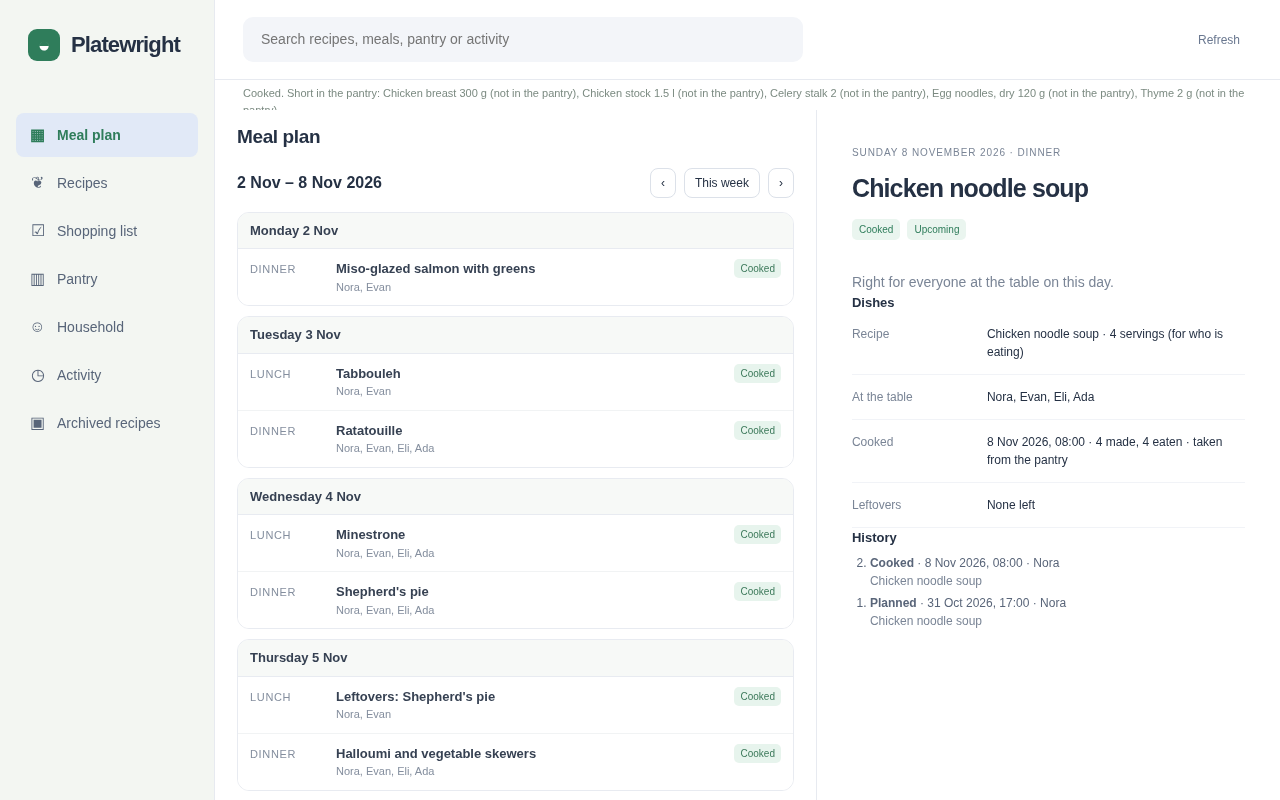 Platewright
Search recipes, meals, pantry or activity
Refresh
Cooked. Short in the pantry: Chicken breast 300 g (not in the pantry), Chicken stock 1.5 l (not in the pantry), Celery stalk 2 (not in the pantry), Egg noodles, dry 120 g (not in the pantry), Thyme 2 g (not in the
pantry)
Meal plan
Recipes
Shopping list
Pantry
Household
Activity
Archived recipes
Meal plan
2 Nov – 8 Nov 2026
‹
This week
›
Monday 2 Nov
DINNER
Miso-glazed salmon with greens
Cooked
Nora, Evan
Tuesday 3 Nov
LUNCH
Tabbouleh
Cooked
Nora, Evan
DINNER
Ratatouille
Cooked
Nora, Evan, Eli, Ada
Wednesday 4 Nov
LUNCH
Minestrone
Cooked
Nora, Evan, Eli, Ada
DINNER
Shepherd's pie
Cooked
Nora, Evan, Eli, Ada
Thursday 5 Nov
LUNCH
Leftovers: Shepherd's pie
Cooked
Nora, Evan
DINNER
Halloumi and vegetable skewers
Cooked
Nora, Evan, Eli, Ada
SUNDAY 8 NOVEMBER 2026 · DINNER
Chicken noodle soup
Cooked
Upcoming
Right for everyone at the table on this day.
Dishes
Recipe
Chicken noodle soup · 4 servings (for who is
eating)
At the table
Nora, Evan, Eli, Ada
Cooked
8 Nov 2026, 08:00 · 4 made, 4 eaten · taken
from the pantry
Leftovers
None left
History
2. Cooked · 8 Nov 2026, 08:00 · Nora
Chicken noodle soup
1. Planned · 31 Oct 2026, 17:00 · Nora
Chicken noodle soup